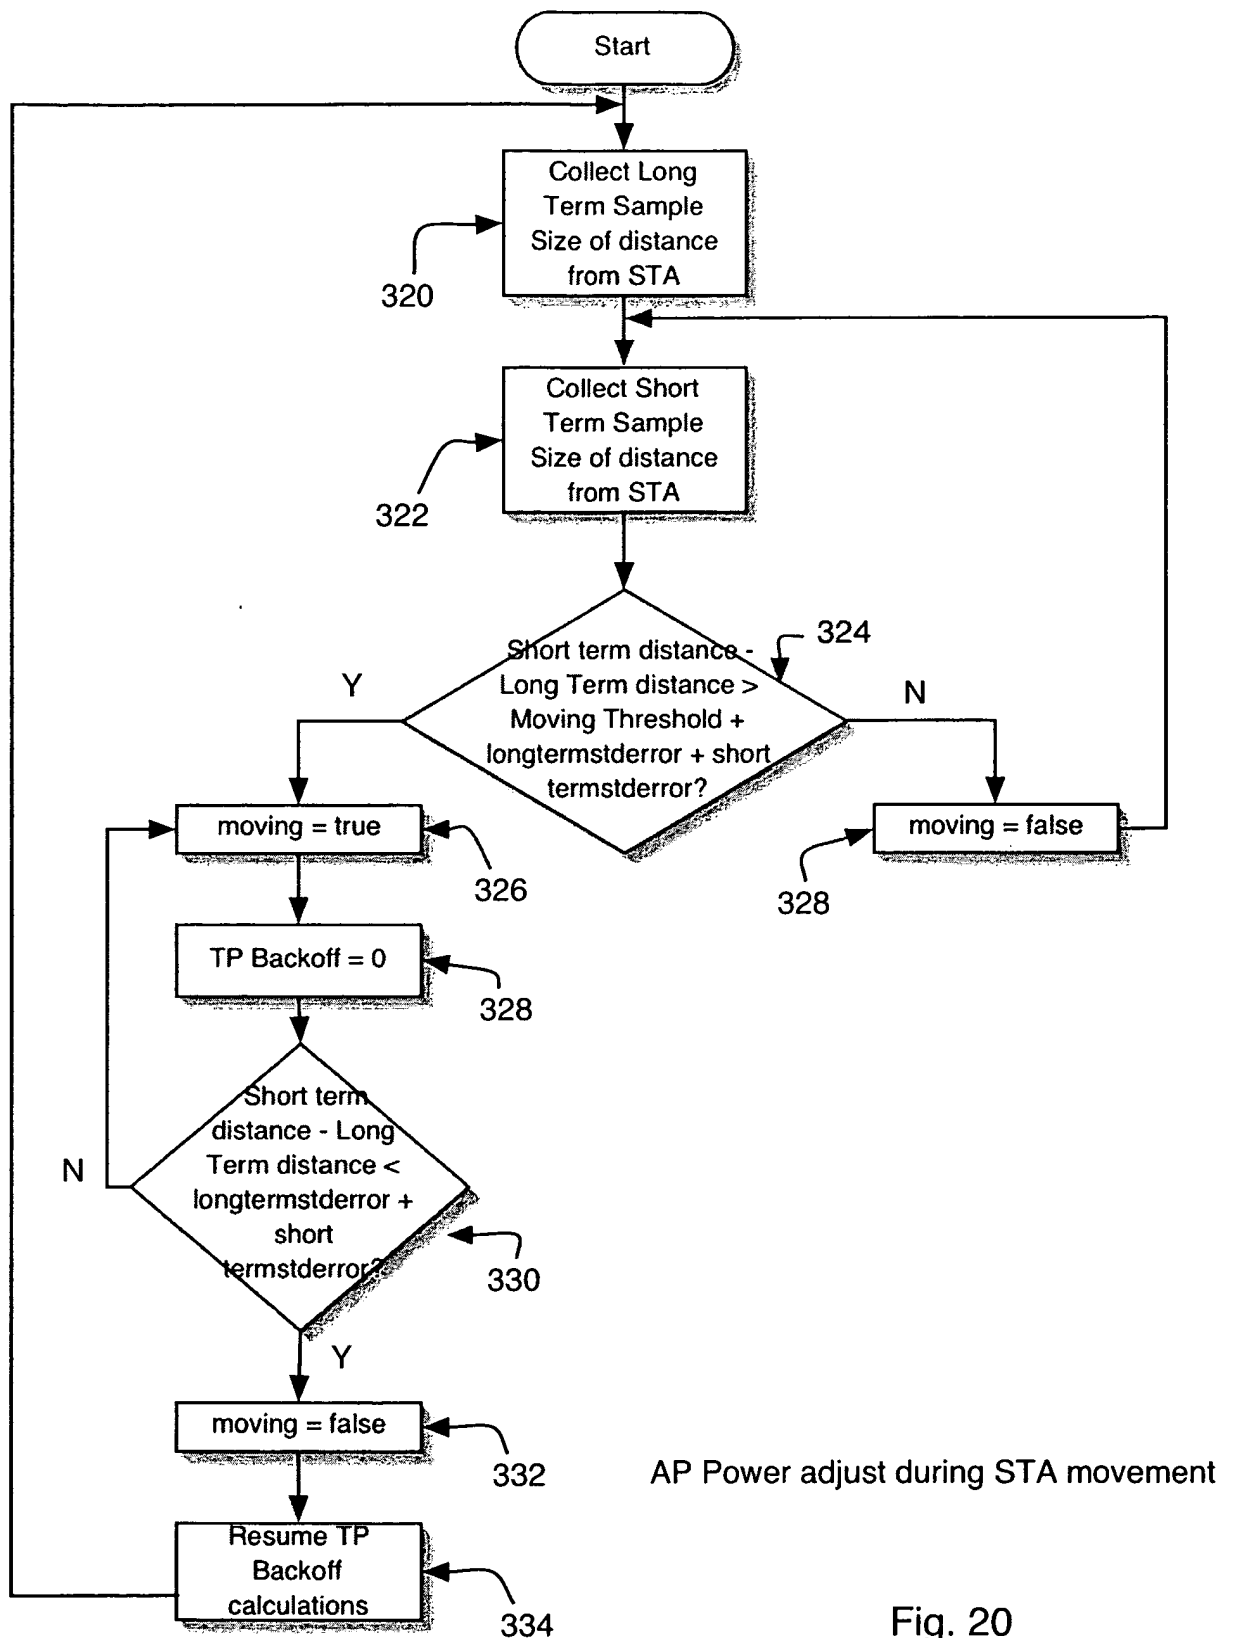 Start
Collect Long
Term Sample
Size of distance
from STA
320
Collect Short
Term Sample
Size of distance
from STA
322
Short term distance -
Long Term distance >
Moving Threshold +
longtermstderror + short
termstderror?
324
Y
N
moving = true
326
moving = false
328
TP Backoff = 0
328
Short term
distance - Long
Term distance <
longtermstderror +
short
termstderror?
N
330
Y
moving = false
332
AP Power adjust during STA movement
Resume TP
Backoff
calculations
334
Fig. 20